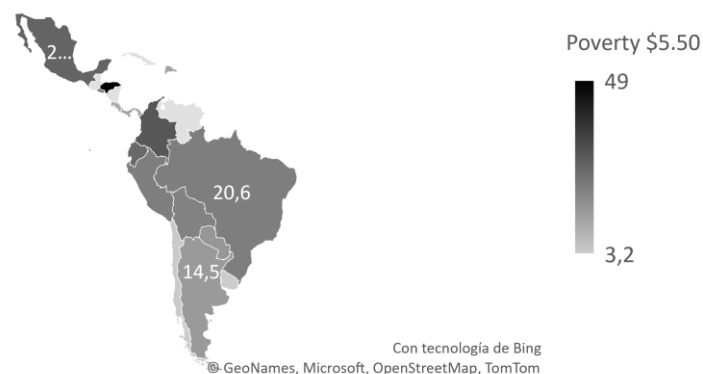 Poverty $5.50
49
3,2
2...
20,6
14,5
Con tecnología de Bing
© GeoNames, Microsoft, OpenStreetMap, TomTom